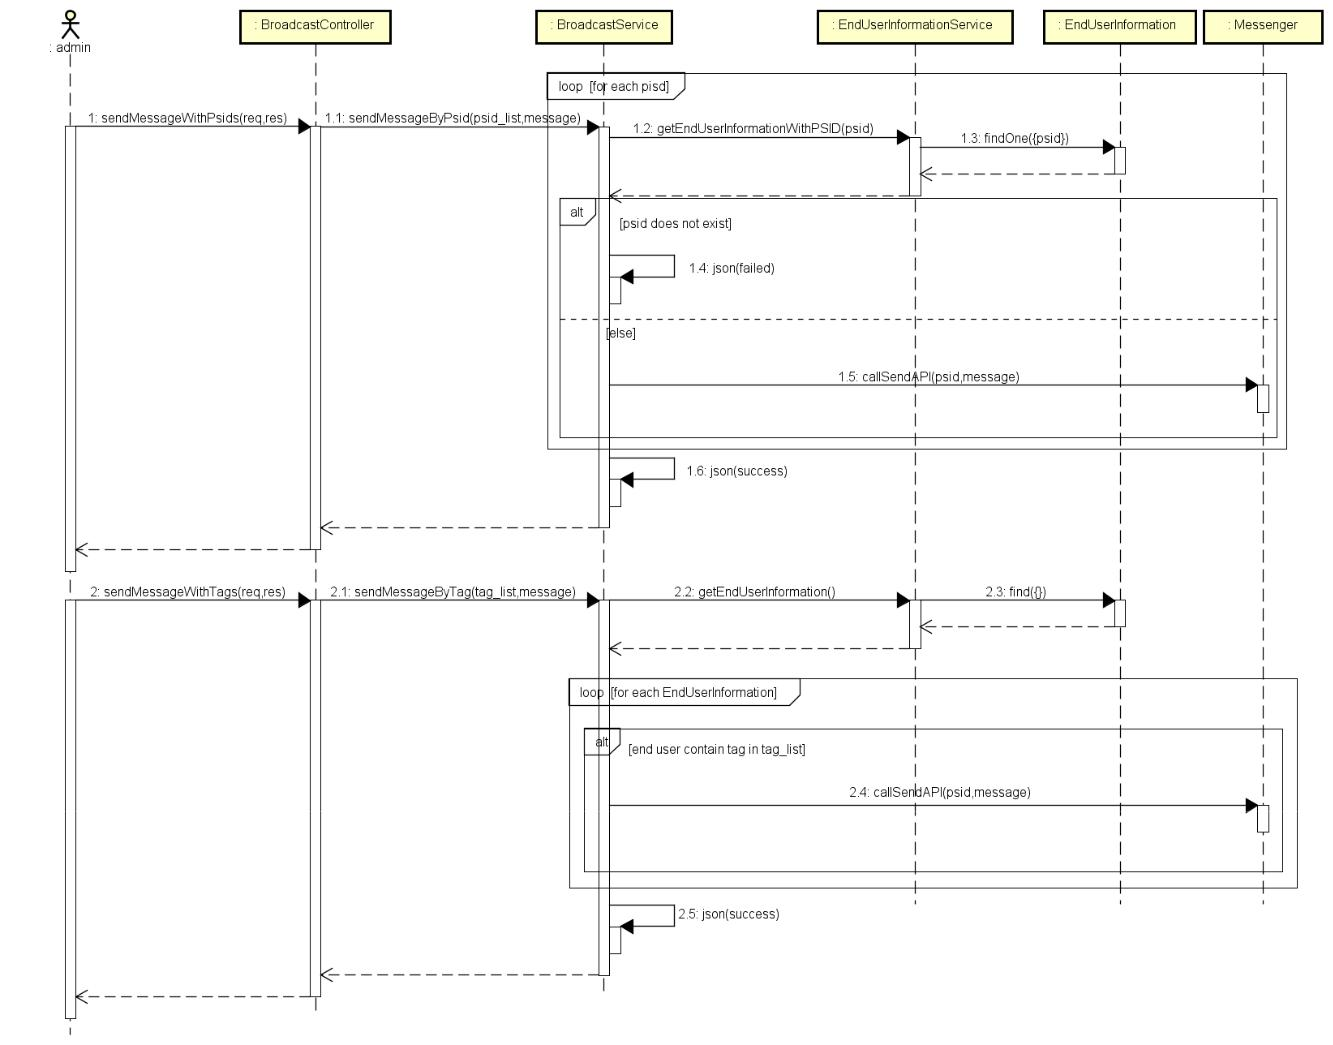 : admin
: BroadcastController
: BroadcastService
: EndUserInformationService
: EndUserInformation
: Messenger
loop [for each pisd]
1: sendMessageWithPsids(req,res)
1.1: sendMessageByPsid(psid_list,message)
1.2: getEndUserInformationWithPSID(psid)
1.3: findOne({psid})
alt
[psid does not exist]
1.4: json(failed)
[else]
1.5: callSendAPI(psid,message)
1.6: json(success)
2: sendMessageWithTags(req,res)
2.1: sendMessageByTag(tag_list,message)
2.2: getEndUserInformation()
2.3: find({})
loop [for each EndUserInformation]
alt
[end user contain tag in tag_list]
2.4: callSendAPI(psid,message)
2.5: json(success)